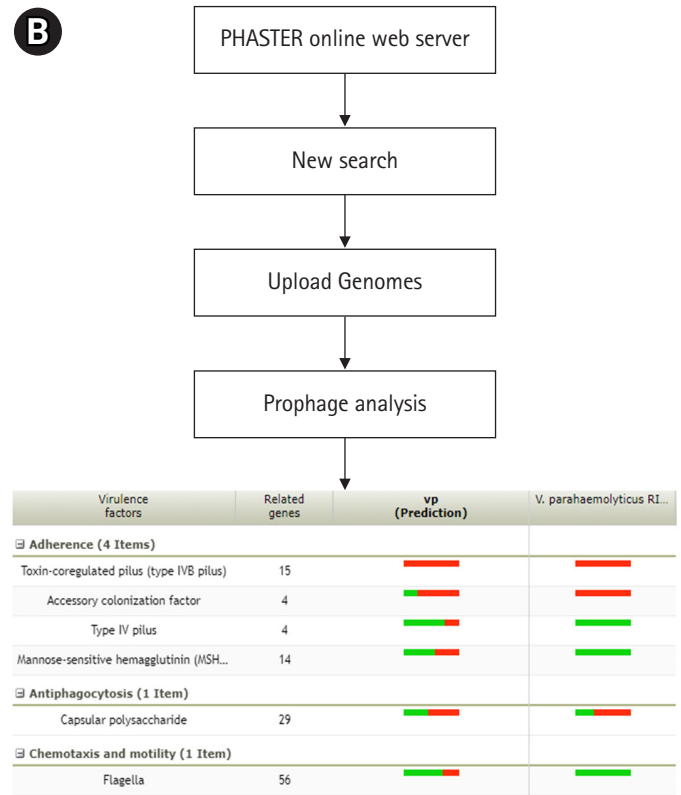 B
PHASTER online web server
New search
Upload Genomes
Prophage analysis
Virulence factors Related genes vp (Prediction) V. parahaemolyticus RI...
Adherence (4 Items)
Toxin-coregulated pilus (type IVB pilus) 15
Accessory colonization factor 4
Type IV pilus 4
Mannose-sensitive hemagglutinin (MSH... 14
Antiphagocytosis (1 Item)
Capsular polysaccharide 29
Chemotaxis and motility (1 Item)
Flagella 56